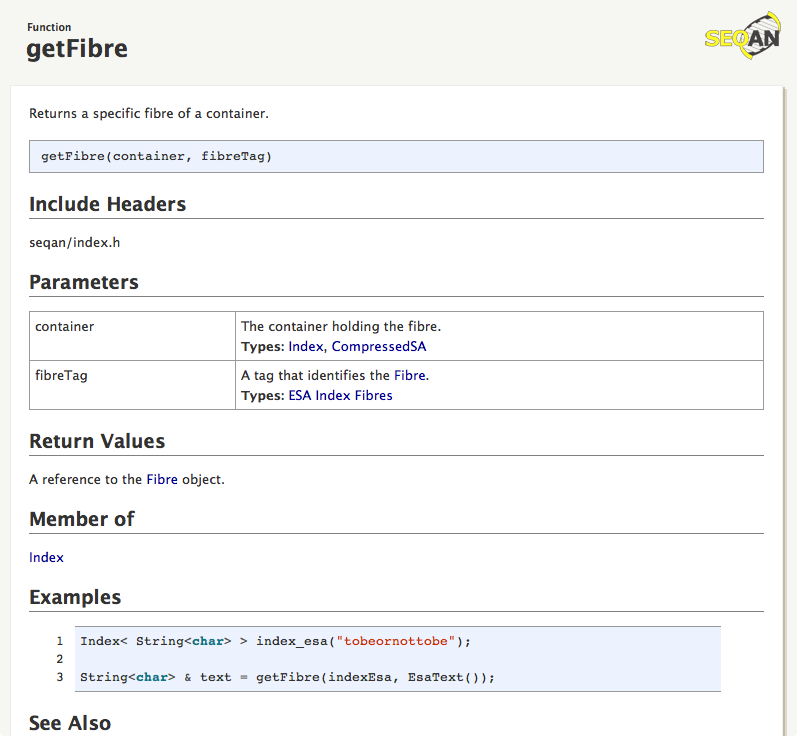 Function
getFibre
SEQAN
Returns a specific fibre of a container.
getFibre(container, fibreTag)
Include Headers
seqan/index.h
Parameters
container
The container holding the fibre.
Types: Index, CompressedSA
fibreTag
A tag that identifies the Fibre.
Types: ESA Index Fibres
Return Values
A reference to the Fibre object.
Member of
Index
Examples
1 Index< String<char> > index_esa("tobeornottobe");
2
3 String<char> & text = getFibre(indexEsa, EsaText());
See Also